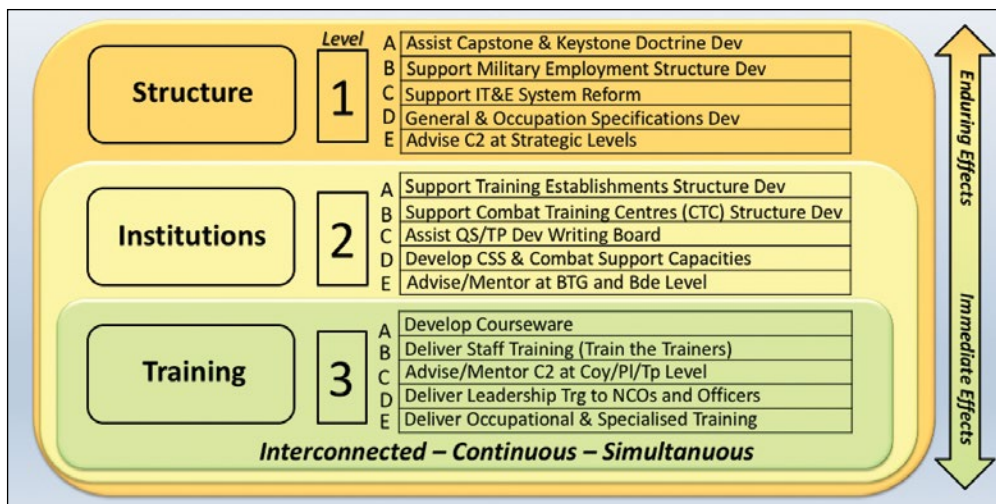 Level
Structure
1
A Assist Capstone & Keystone Doctrine Dev
B Support Military Employment Structure Dev
C Support IT&E System Reform
D General & Occupation Specifications Dev
E Advise C2 at Strategic Levels
Institutions
2
A Support Training Establishments Structure Dev
B Support Combat Training Centres (CTC) Structure Dev
C Assist QS/TP Dev Writing Board
D Develop CSS & Combat Support Capacities
E Advise/Mentor at BTG and Bde Level
Training
3
A Develop Courseware
B Deliver Staff Training (Train the Trainers)
C Advise/Mentor C2 at Coy/Pl/Tp Level
D Deliver Leadership Trg to NCOs and Officers
E Deliver Occupational & Specialised Training
Interconnected – Continuous – Simultanuous
Enduring Effects
Immediate Effects